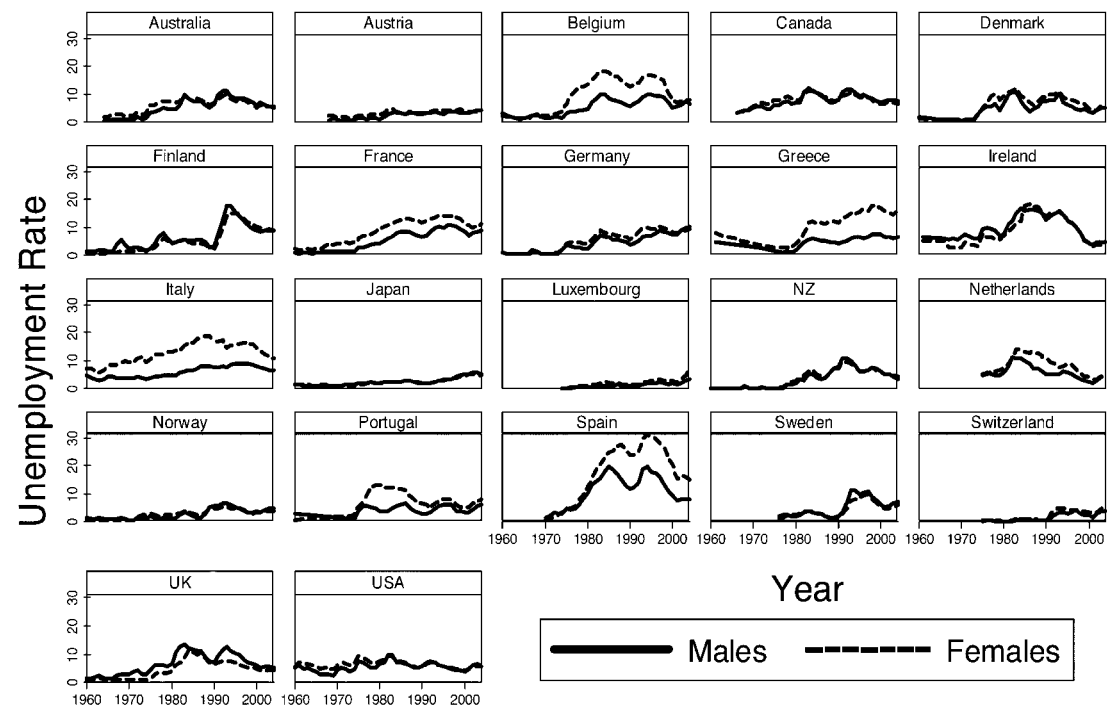 Australia Austria Belgium Canada Denmark
0 10 20 30
Finland France Germany Greece Ireland
0 10 20 30
Italy Japan Luxembourg NZ Netherlands
0 10 20 30
Norway Portugal Spain Sweden Switzerland
0 10 20 30
1960 1970 1980 1990 2000 1960 1970 1980 1990 2000 1960 1970 1980 1990 2000
UK USA
0 10 20 30
1960 1970 1980 1990 2000 1960 1970 1980 1990 2000
Unemployment Rate
Year
Males Females